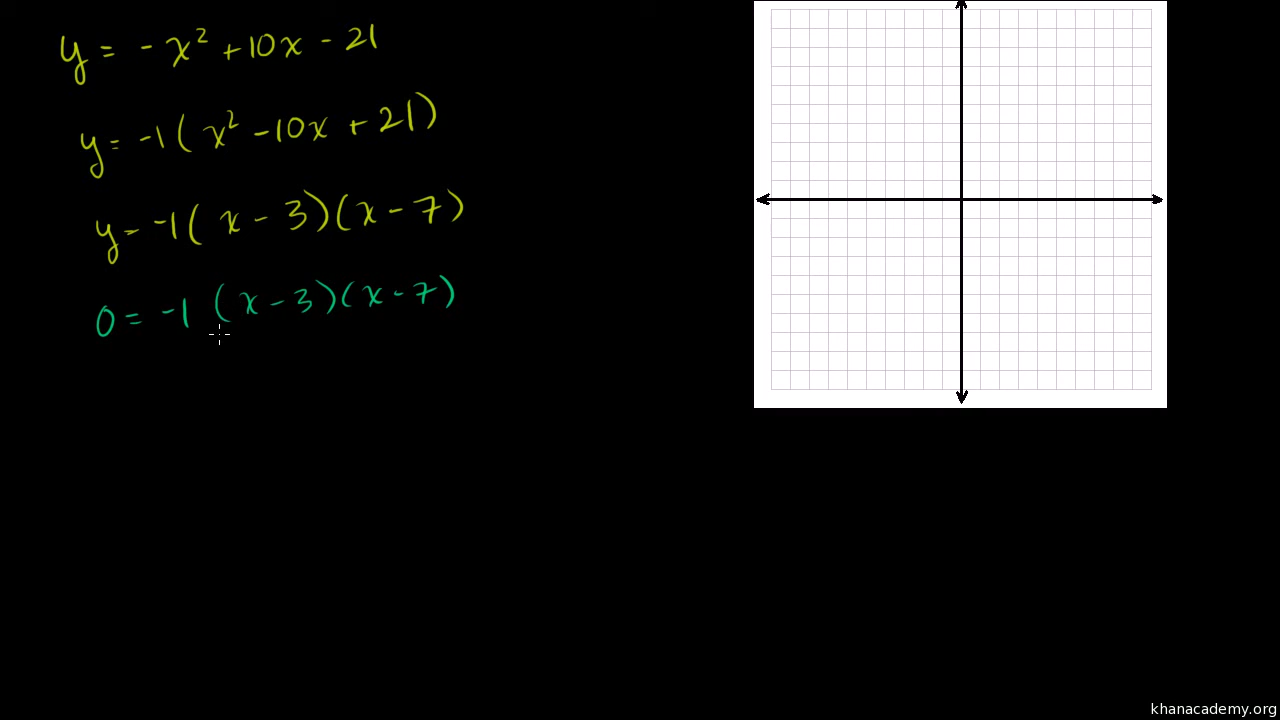 y = -x² + 10x - 21
y = -1(x² - 10x + 21)
y = -1(x - 3)(x - 7)
0 = -1 (x - 3)(x - 7)
khanacademy.org